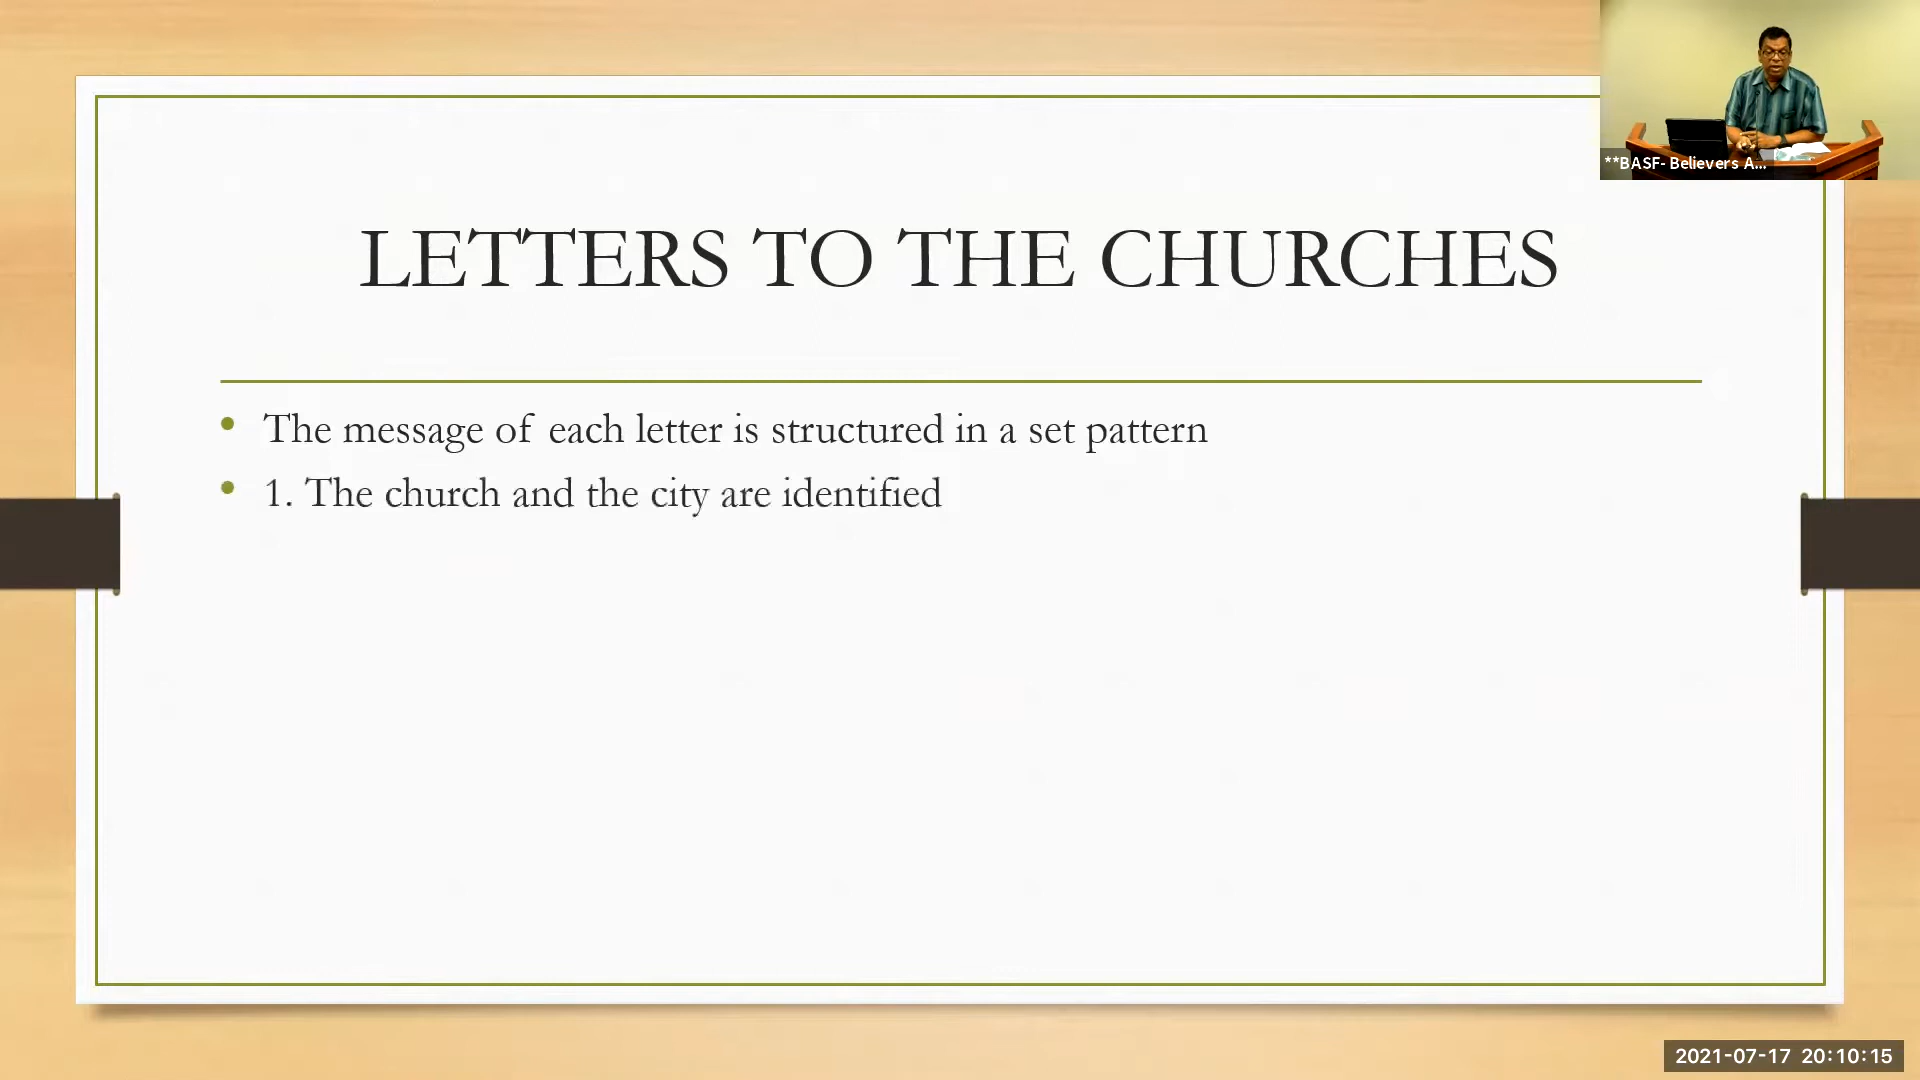 LETTERS TO THE CHURCHES
The message of each letter is structured in a set pattern
1. The church and the city are identified
**BASF- Believers A...
2021-07-17 20:10:15